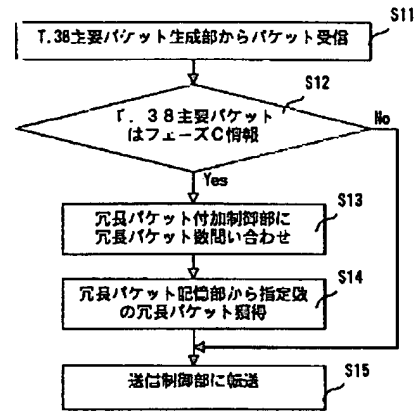 S11
T.38主要パケット生成部からパケット受信
S12
T.38主要パケット
はフェーズC情報
No
Yes
S13
冗長パケット付加制御部に
冗長パケット数問い合わせ
S14
冗長パケット記憶部から指定数
の冗長パケット獲得
S15
送信制御部に転送